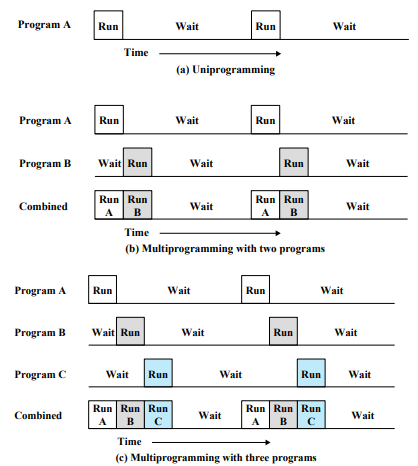 Program A Run Wait Run Wait
Time
(a) Uniprogramming
Program A Run Wait Run Wait
Program B Wait Run Wait Run Wait
Combined Run A Run B Wait Run A Run B Wait
Time
(b) Multiprogramming with two programs
Program A Run Wait Run Wait
Program B Wait Run Wait Run Wait
Program C Wait Run Wait Run Wait
Combined Run A Run B Run C Wait Run A Run B Run C Wait
Time
(c) Multiprogramming with three programs